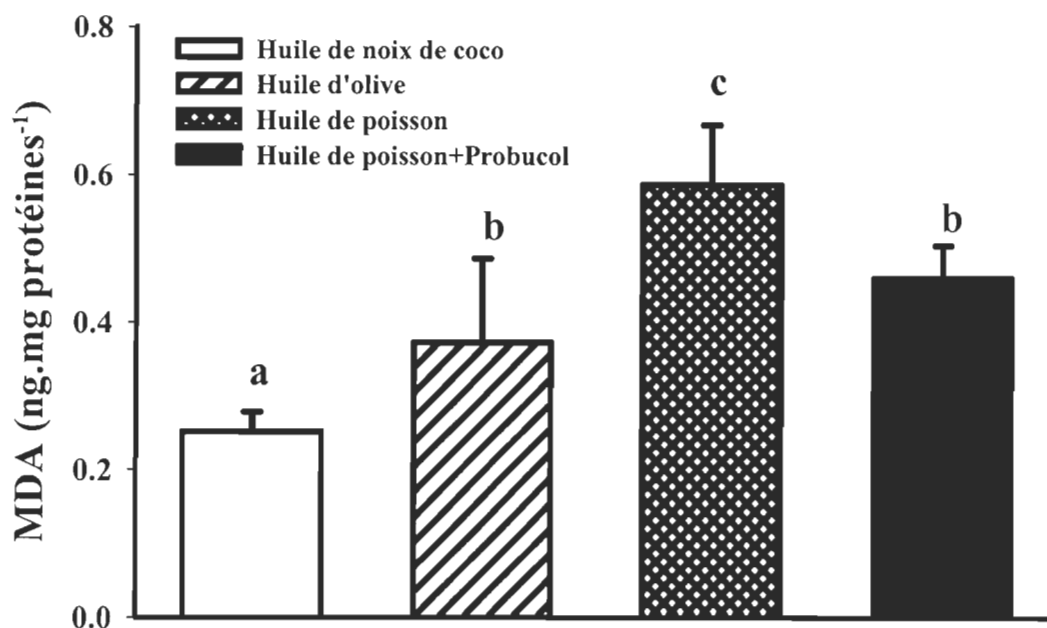 0.8
0.6
0.4
0.2
0.0
MDA (ng.mg protéines⁻¹)
Huile de noix de coco
Huile d'olive
Huile de poisson
Huile de poisson+Probucol
a
b
c
b